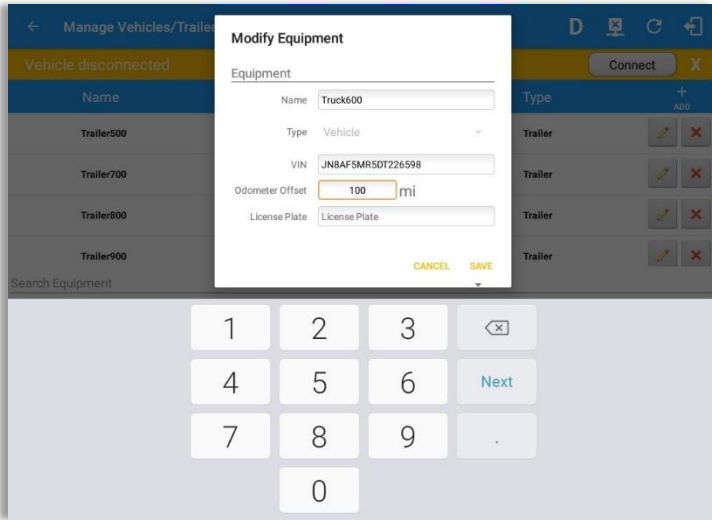 Manage Vehicles/Trailer
D
Modify Equipment
Vehicle disconnected
Connect
X
Equipment
Name
Type
+
ADD
Name
Truck600
Trailer500
Trailer
Type
Vehicle
VIN
JN8AF5MR5DT226598
Trailer700
Trailer
Odometer Offset
100
mi
Trailer800
Trailer
License Plate
License Plate
Trailer900
Trailer
CANCEL
SAVE
Search Equipment
1
2
3
4
5
6
Next
7
8
9
.
0